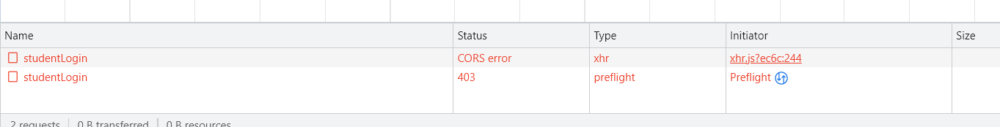 Name Status Type Initiator Size
studentLogin CORS error xhr xhr.js?ec6c:244
studentLogin 403 preflight Preflight
2 requests 0 B transferred 0 B resources